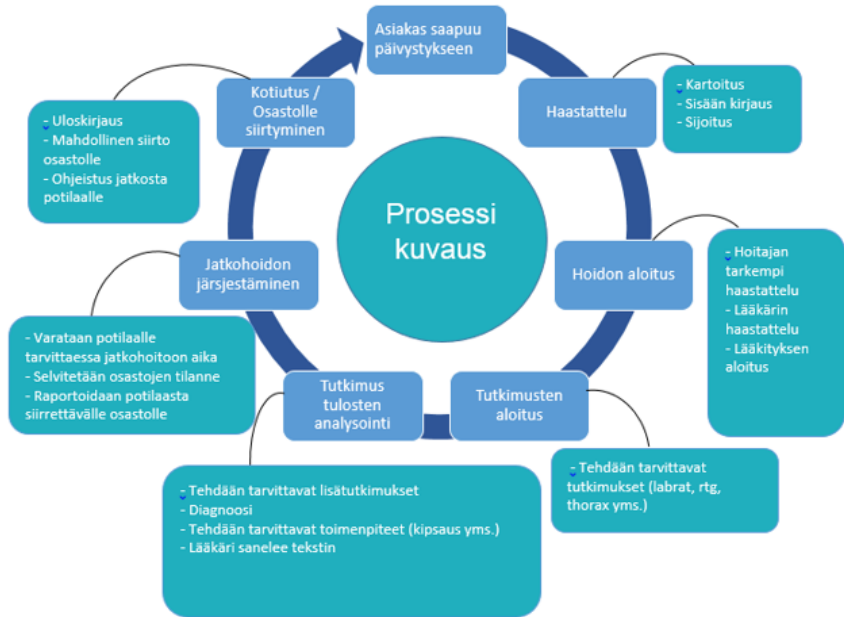 Asiakas saapuu
päivystykseen
Haastattelu
- Kartoitus
- Sisään kirjaus
- Sijoitus
Hoidon aloitus
- Hoitajan
tarkempi
haastattelu
- Lääkärin
haastattelu
- Lääkityksen
aloitus
Tutkimusten
aloitus
- Tehdään tarvittavat
tutkimukset (labrat, rtg,
thorax yms.)
Tutkimus
tulosten
analysointi
- Tehdään tarvittavat lisätutkimukset
- Diagnoosi
- Tehdään tarvittavat toimenpiteet (kipsaus yms.)
- Lääkäri sanelee tekstin
Jatkohoidon
järsjestäminen
- Varataan potilaalle
tarvittaessa jatkohoitoon aika
- Selvitetään osastojen tilanne
- Raportoidaan potilaasta
siirrettävälle osastolle
Kotiutus /
Osastolle
siirtyminen
- Uloskirjaus
- Mahdollinen siirto
osastolle
- Ohjeistus jatkosta
potilaalle
Prosessi
kuvaus